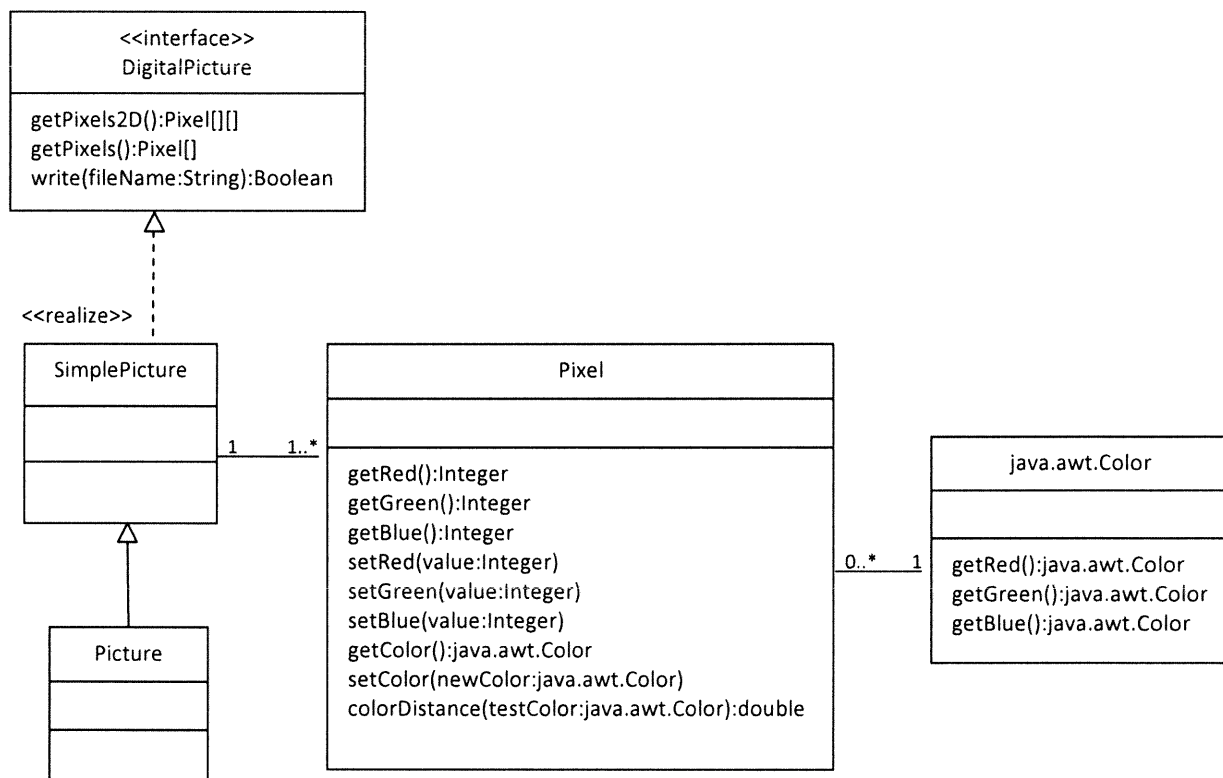 <<interface>>
DigitalPicture
getPixels2D():Pixel[][]
getPixels():Pixel[]
write(fileName:String):Boolean
<<realize>>
SimplePicture
1
1..*
Pixel
getRed():Integer
getGreen():Integer
getBlue():Integer
setRed(value:Integer)
setGreen(value:Integer)
setBlue(value:Integer)
getColor():java.awt.Color
setColor(newColor:java.awt.Color)
colorDistance(testColor:java.awt.Color):double
0..*
1
java.awt.Color
getRed():java.awt.Color
getGreen():java.awt.Color
getBlue():java.awt.Color
Picture